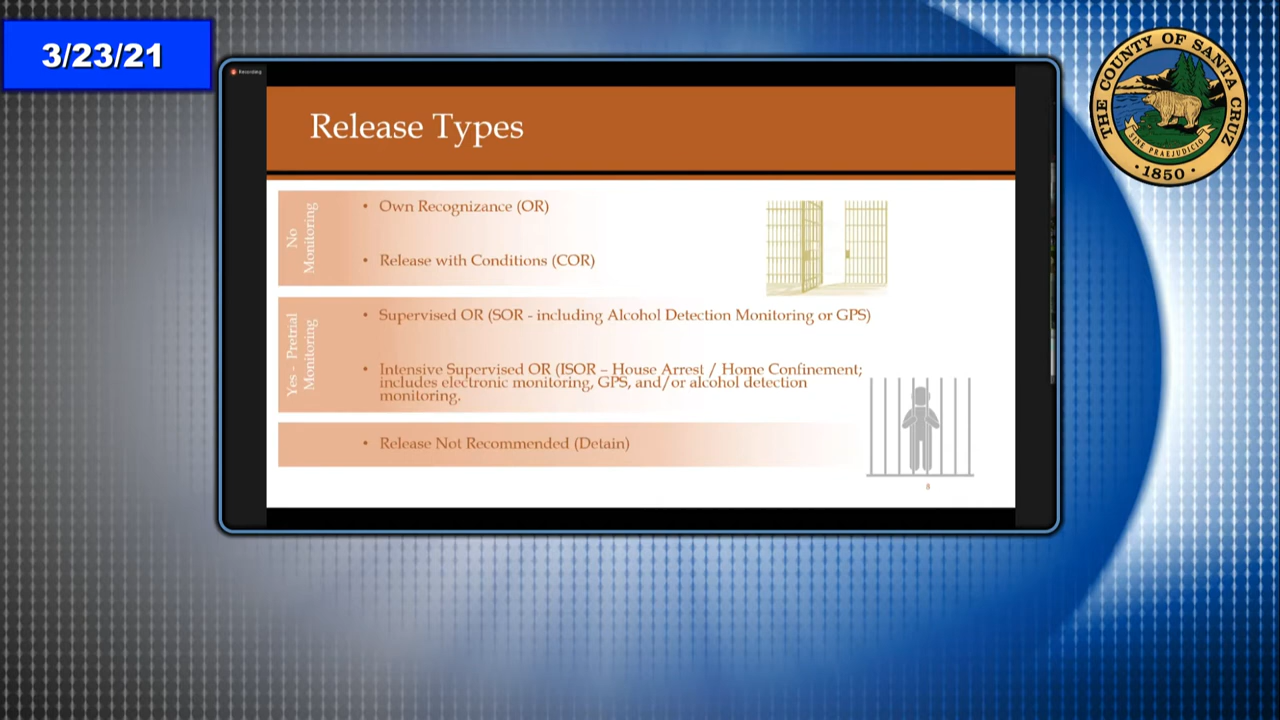 3/23/21
Recording
Release Types
No
Monitoring
• Own Recognizance (OR)
• Release with Conditions (COR)
Yes - Pretrial
Monitoring
• Supervised OR (SOR - including Alcohol Detection Monitoring or GPS)
• Intensive Supervised OR (ISOR – House Arrest / Home Confinement;
includes electronic monitoring, GPS, and/or alcohol detection
monitoring.
• Release Not Recommended (Detain)
8
THE COUNTY OF SANTA CRUZ
SINE PRAEJUDICIO
• 1850 •